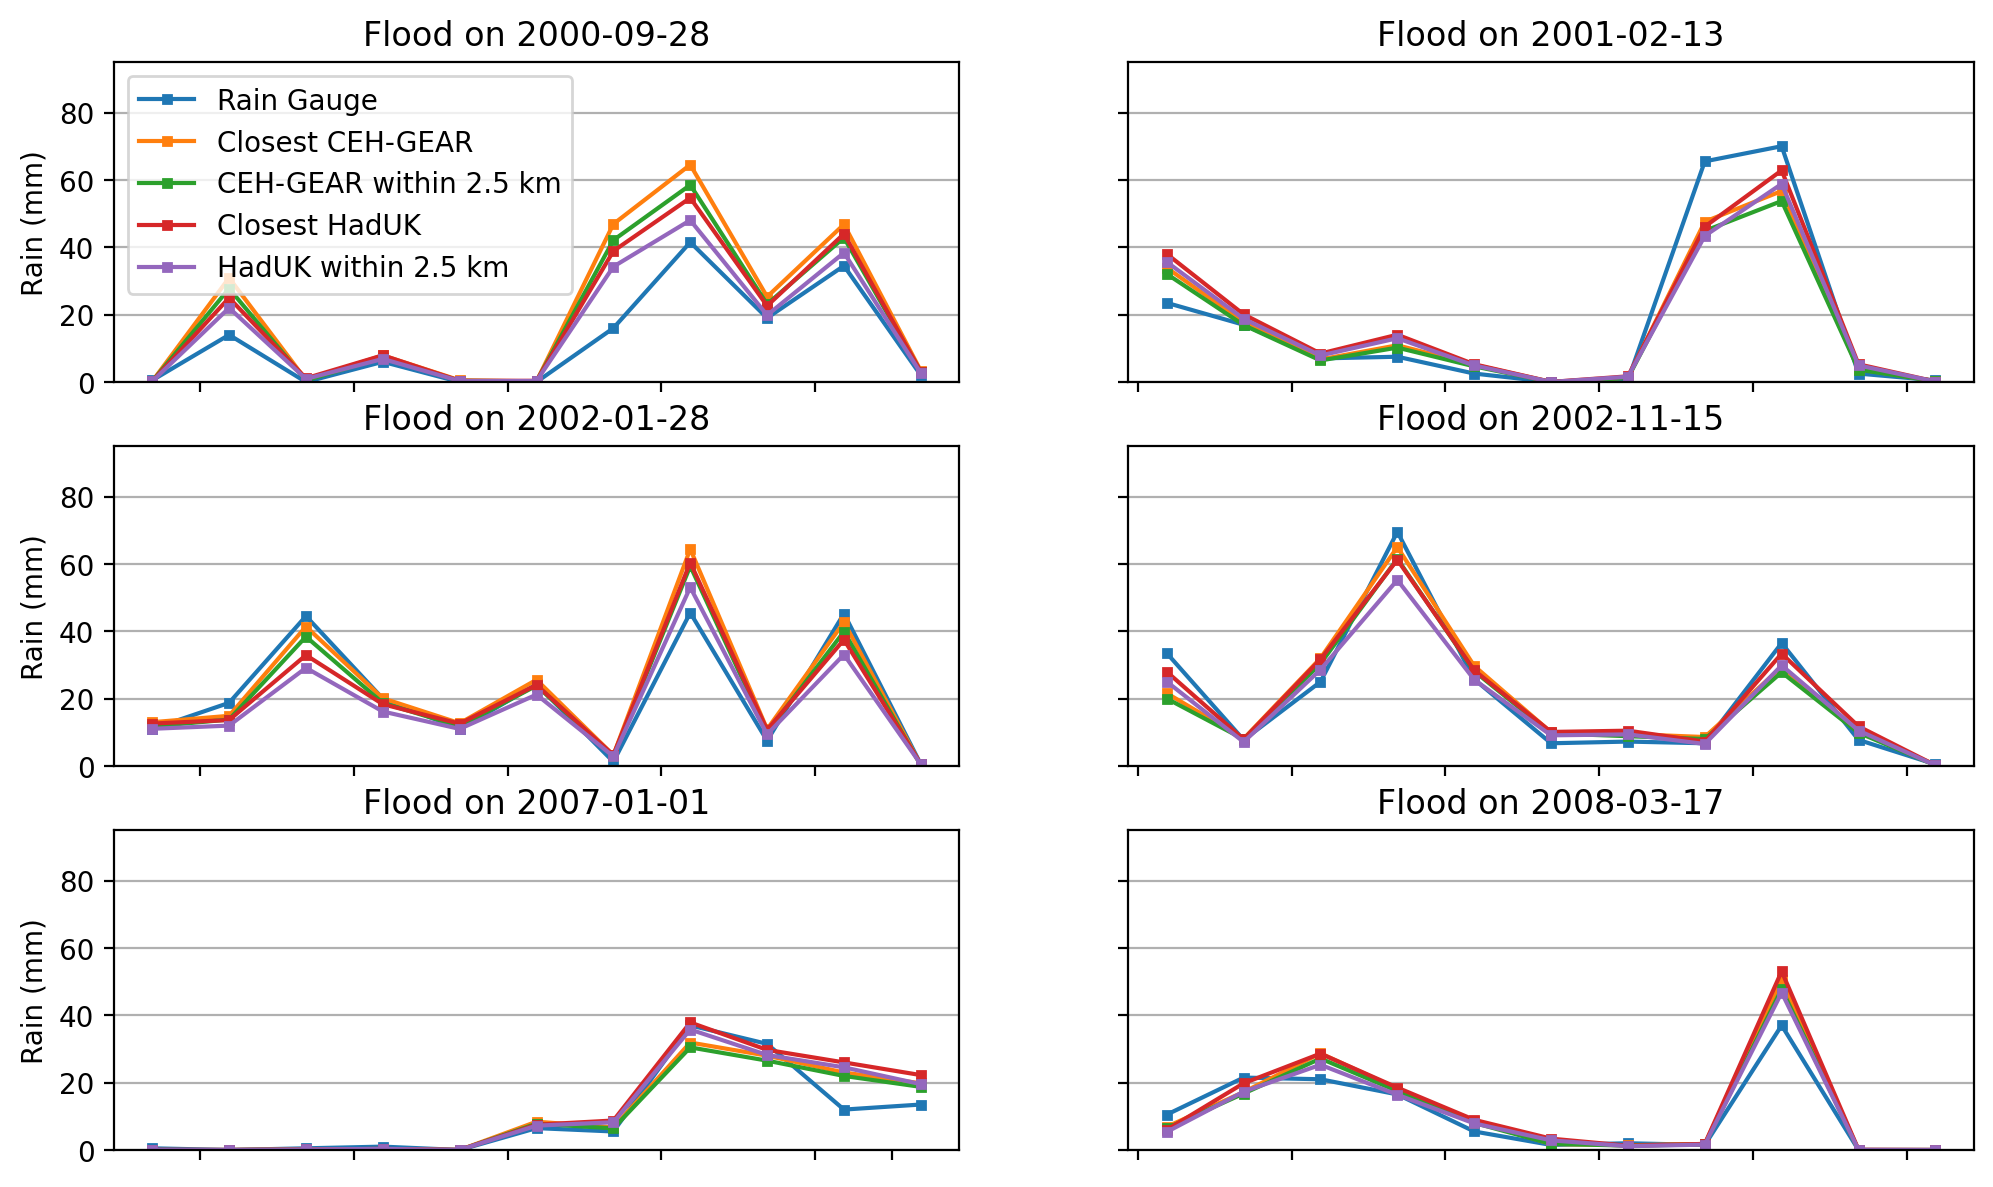 Flood on 2000-09-28
Rain (mm)
80
60
40
20
0
Rain Gauge
Closest CEH-GEAR
CEH-GEAR within 2.5 km
Closest HadUK
HadUK within 2.5 km
Flood on 2001-02-13
Flood on 2002-01-28
Rain (mm)
80
60
40
20
0
Flood on 2002-11-15
Flood on 2007-01-01
Rain (mm)
80
60
40
20
0
Flood on 2008-03-17